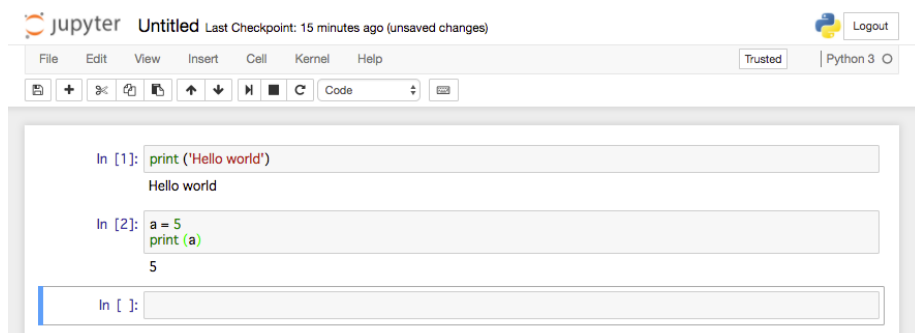 jupyter Untitled Last Checkpoint: 15 minutes ago (unsaved changes) Logout
File Edit View Insert Cell Kernel Help Trusted Python 3
Code
In [1]: print ('Hello world')
Hello world
In [2]: a = 5
print (a)
5
In [ ]: